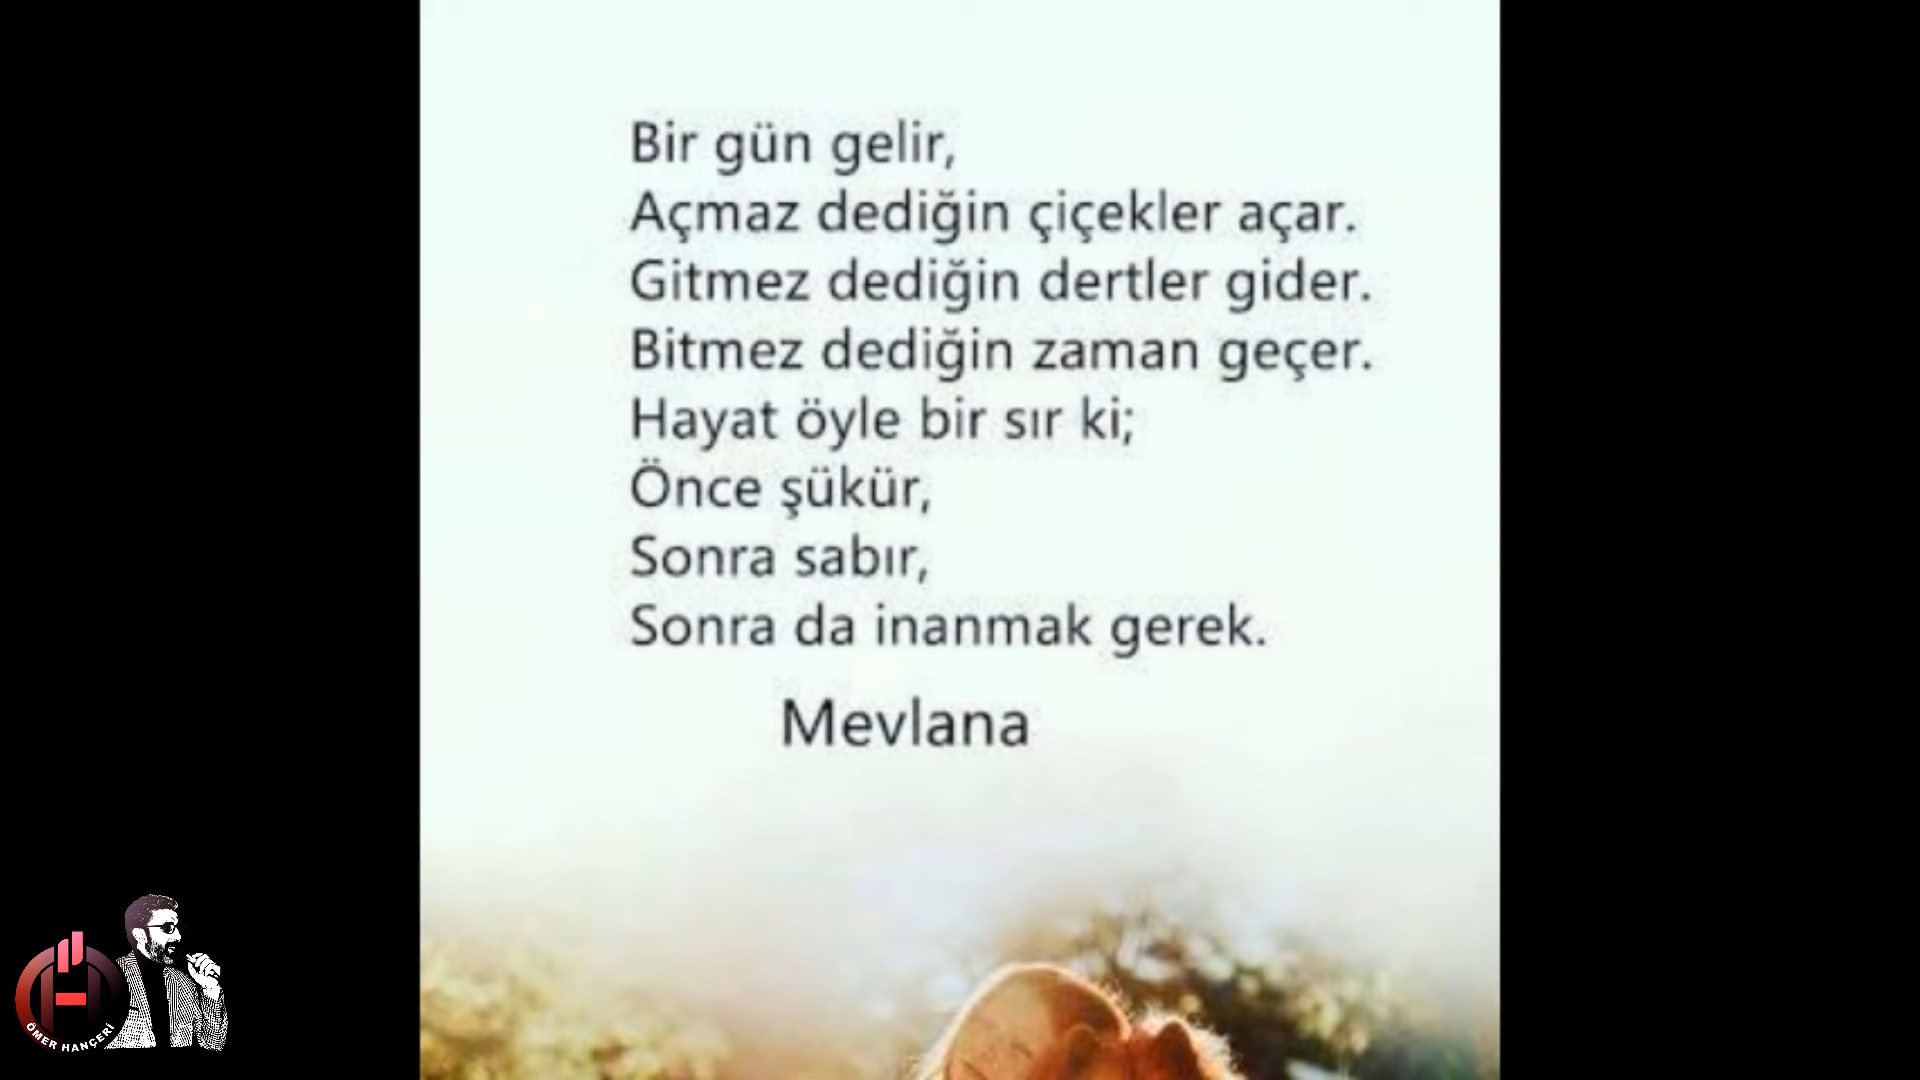 Bir gün gelir,
Açmaz dediğin çiçekler açar.
Gitmez dediğin dertler gider.
Bitmez dediğin zaman geçer.
Hayat öyle bir sır ki;
Önce şükür,
Sonra sabır,
Sonra da inanmak gerek.
Mevlana
ÖMER HANÇERİ